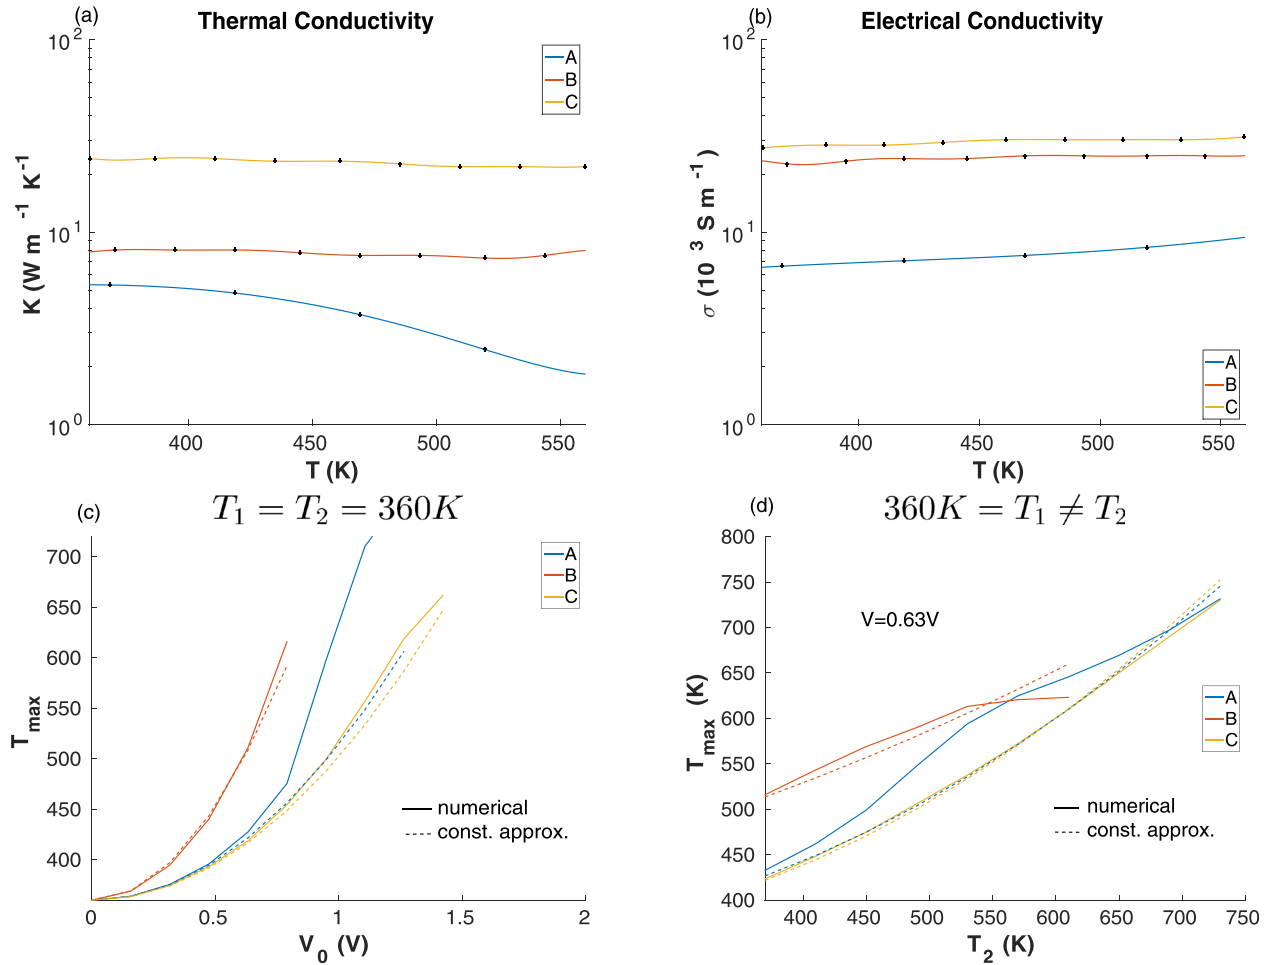 (a)
Thermal Conductivity
10^2
10^1
10^0
K (W m^-1 K^-1)
A
B
C
400
450
500
550
T (K)
(b)
Electrical Conductivity
10^2
10^1
10^0
σ (10^3 S m^-1)
A
B
C
400
450
500
550
T (K)
(c)
T_1 = T_2 = 360K
700
650
600
550
500
450
400
T_max
A
B
C
numerical
const. approx.
0
0.5
1
1.5
2
V_0 (V)
(d)
360K = T_1 ≠ T_2
800
750
700
650
600
550
500
450
400
T_max (K)
V=0.63V
A
B
C
numerical
const. approx.
400
450
500
550
600
650
700
750
T_2 (K)